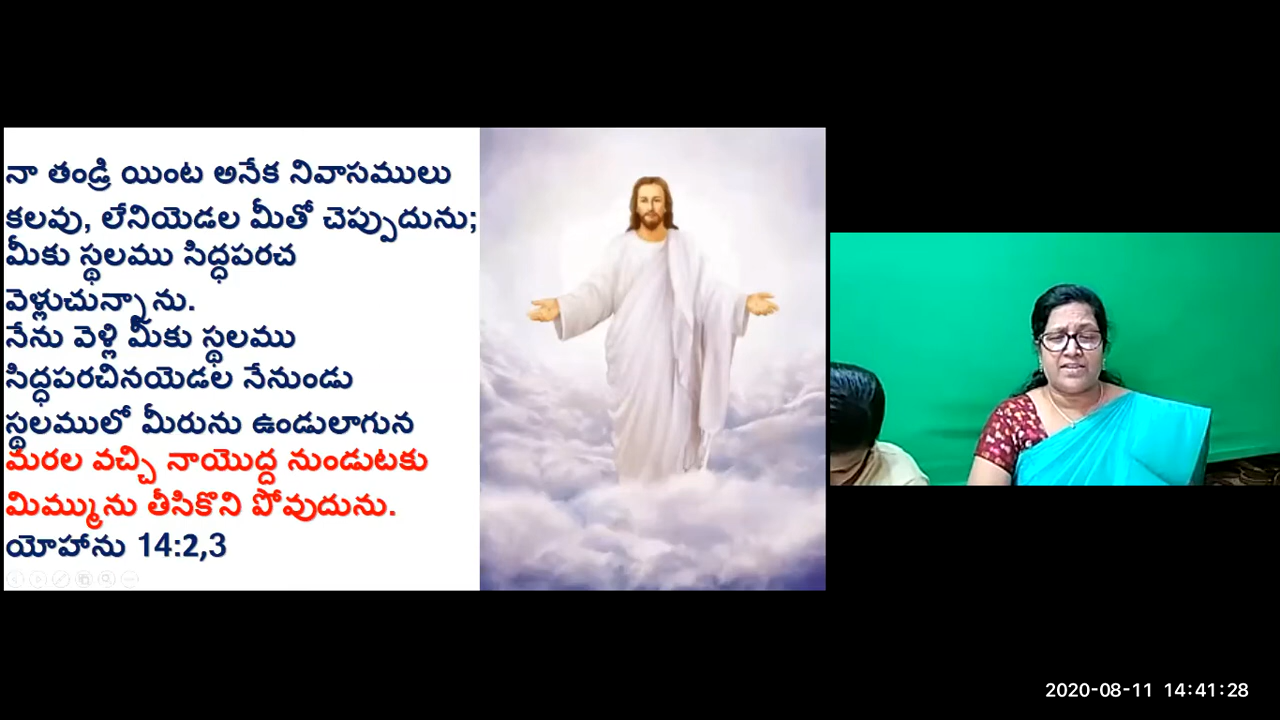 నా తండ్రి యింట అనేక నివాసములు
కలవు, లేనియెడల మీతో చెప్పుదును;
మీకు స్థలము సిద్ధపరచ
వెళ్లుచున్నాను.
నేను వెళ్లి మీకు స్థలము
సిద్ధపరచినయెడల నేనుండు
స్థలములో మీరును ఉండులాగున
మరల వచ్చి నాయొద్ద నుండుటకు
మిమ్మును తీసికొని పోవుదును.
యోహాను 14:2,3
2020-08-11 14:41:28